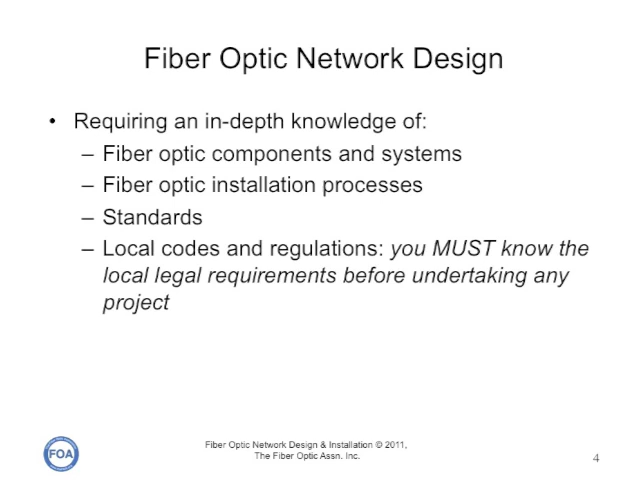 Fiber Optic Network Design
• Requiring an in-depth knowledge of:
– Fiber optic components and systems
– Fiber optic installation processes
– Standards
– Local codes and regulations: you MUST know the
local legal requirements before undertaking any
project
FOA
Fiber Optic Network Design & Installation © 2011,
The Fiber Optic Assn. Inc.
4